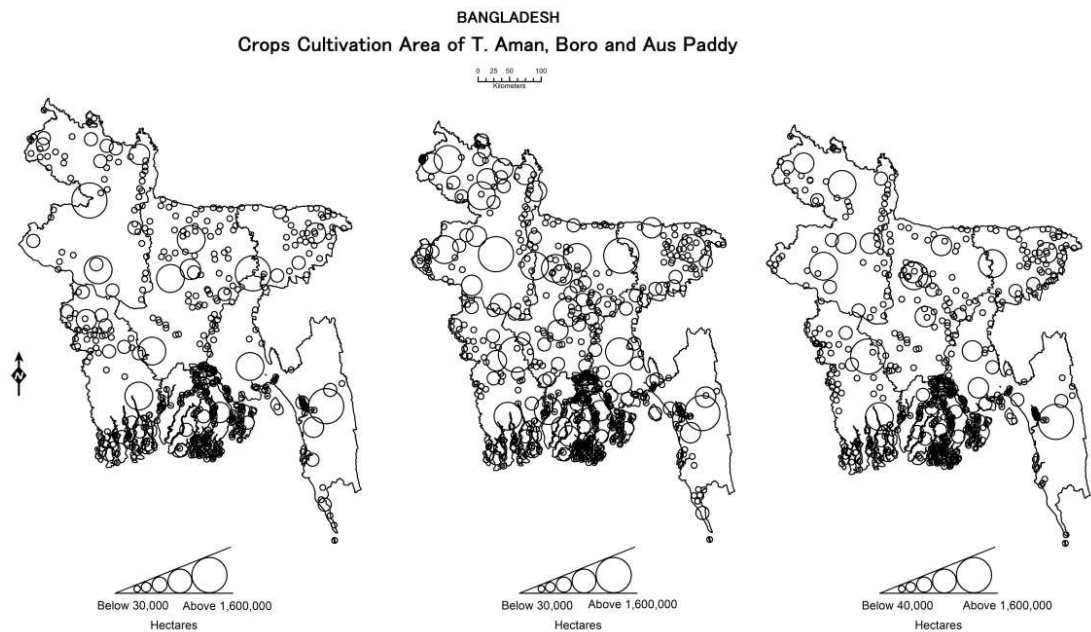 BANGLADESH
Crops Cultivation Area of T. Aman, Boro and Aus Paddy
0 25 50 100
Kilometers
N
Below 30,000 Above 1,600,000
Hectares
Below 30,000 Above 1,600,000
Hectares
Below 40,000 Above 1,600,000
Hectares